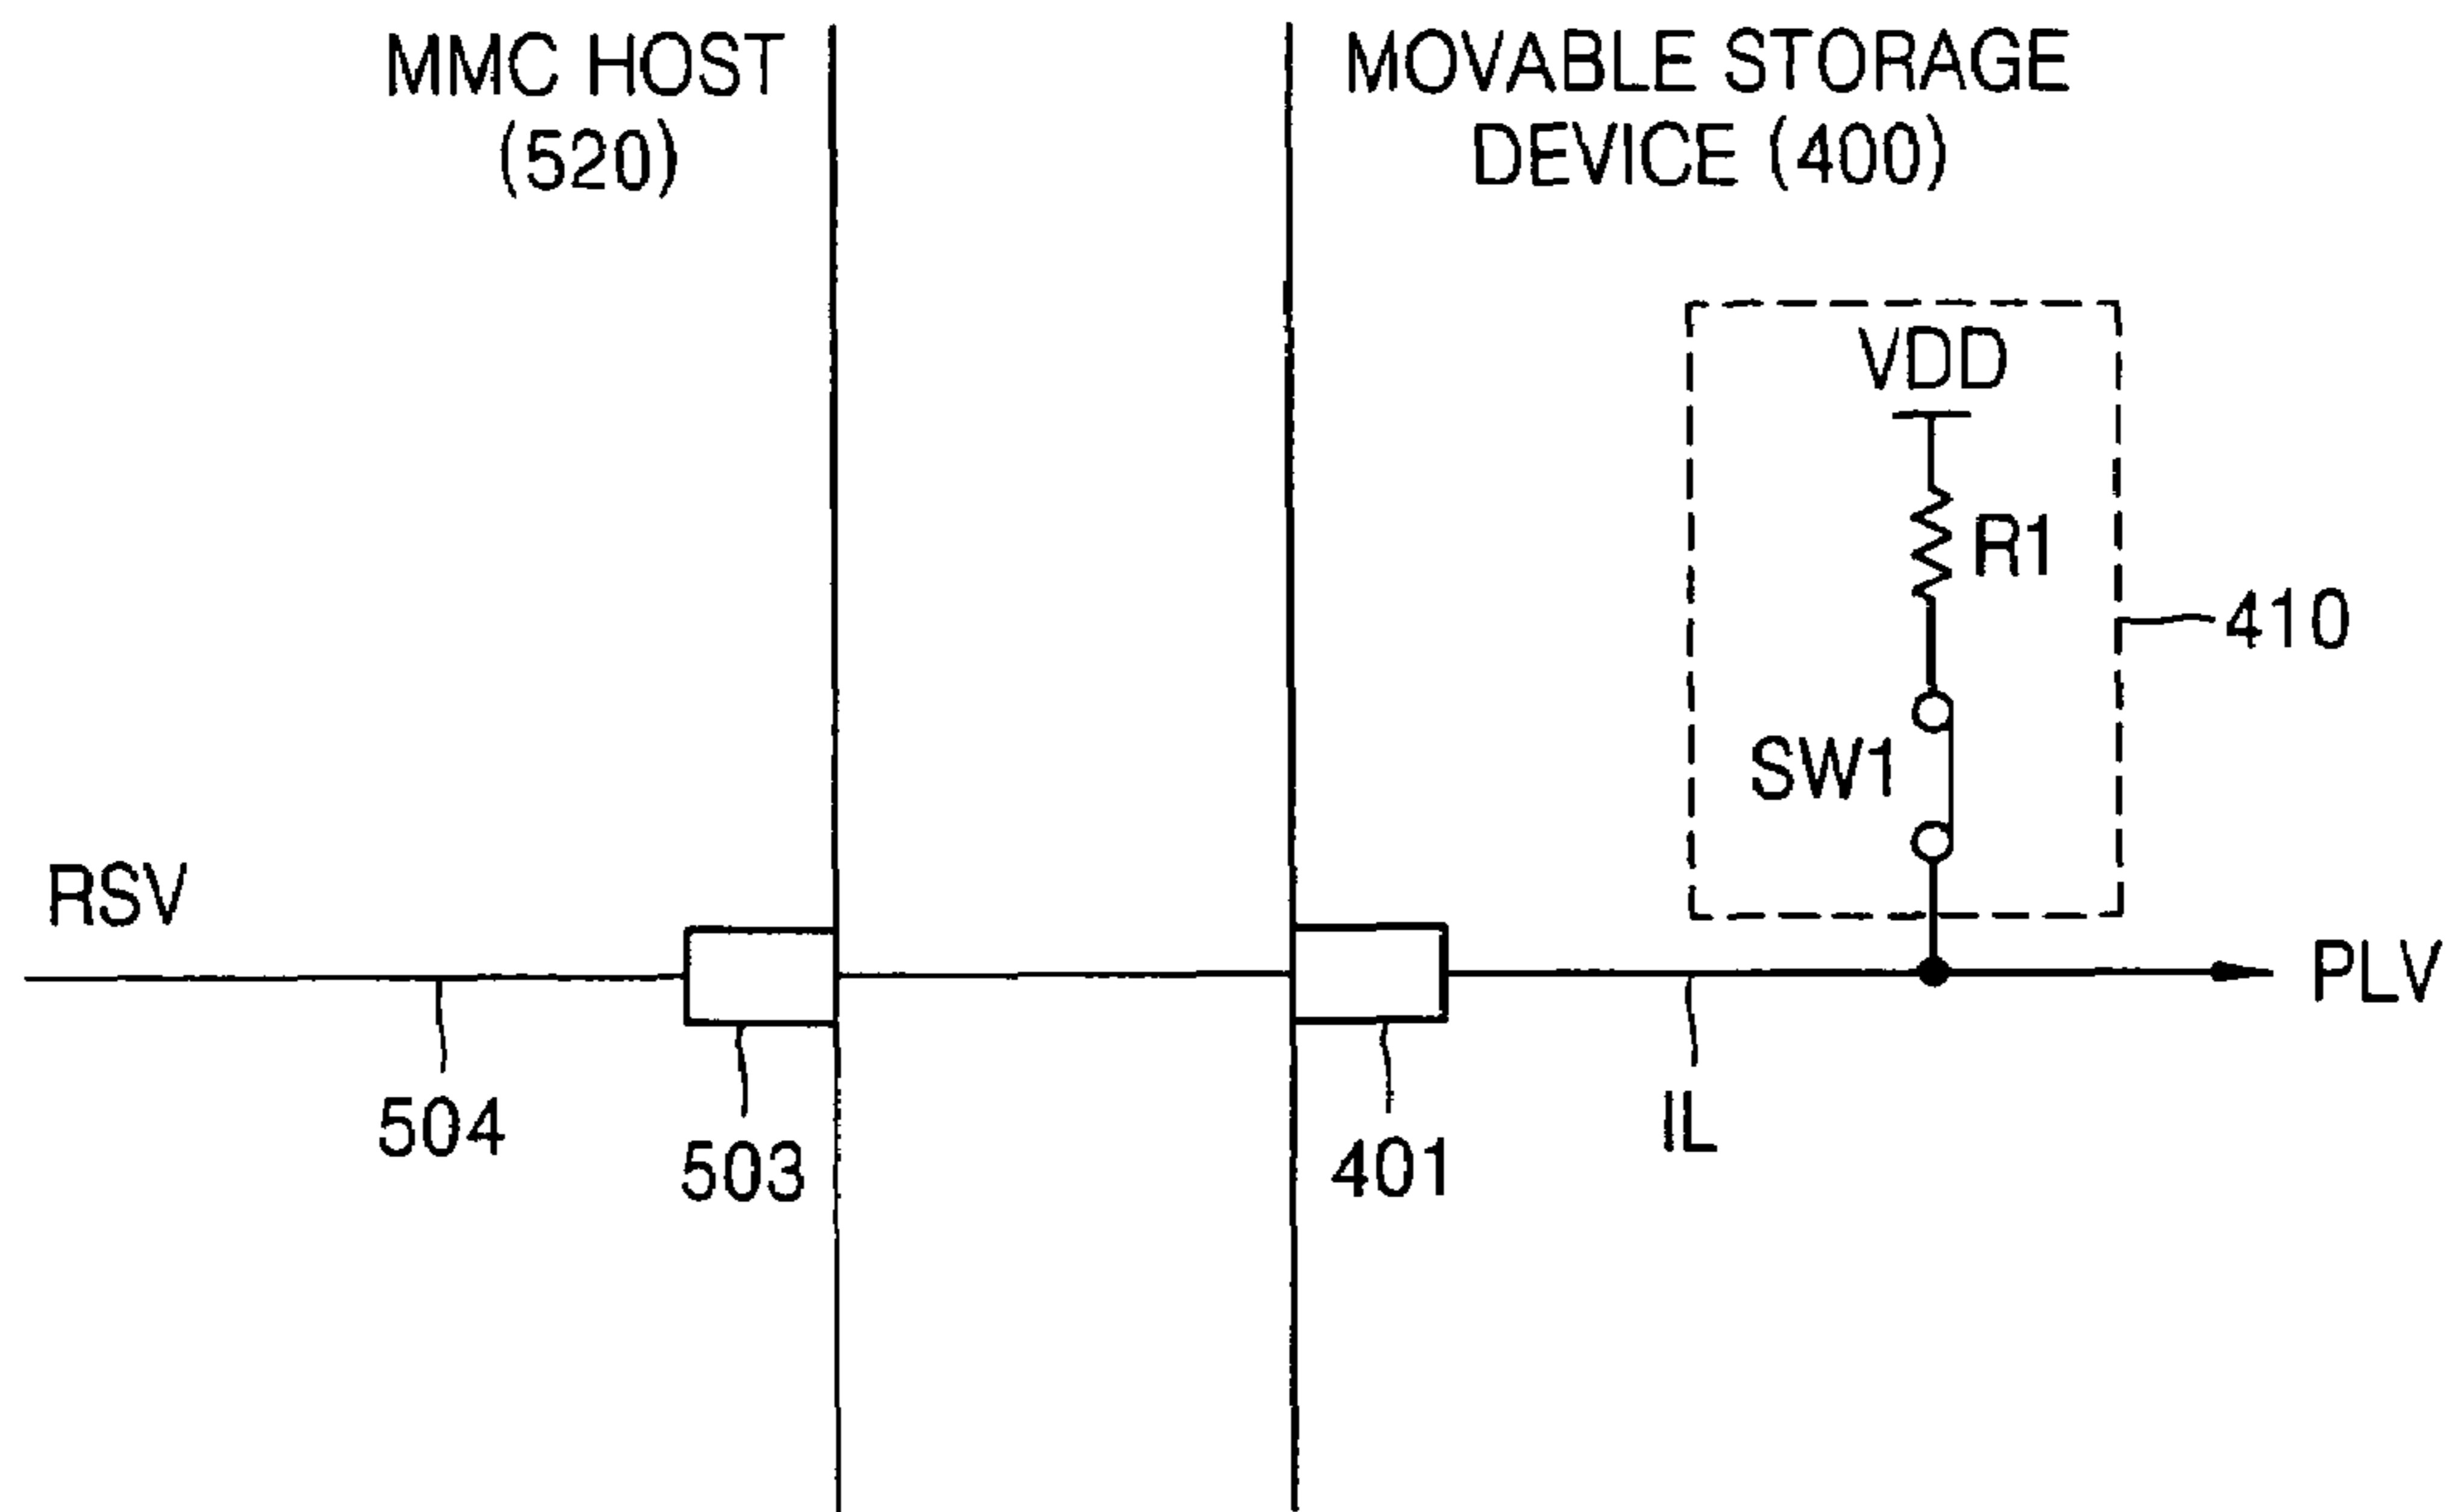 MMC HOST
(520)
MOVABLE STORAGE
DEVICE (400)
VDD
R1
410
SW1
RSV
PLV
504
503
401
IL